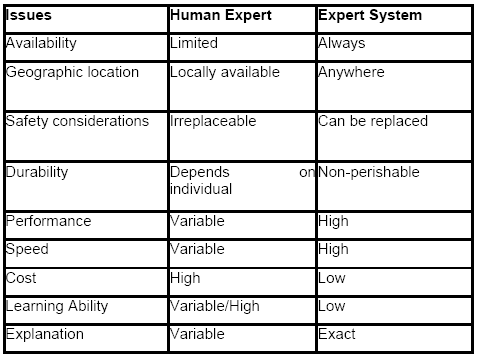 Issues Human Expert Expert System
Availability Limited Always
Geographic location Locally available Anywhere
Safety considerations Irreplaceable Can be replaced
Durability Depends on Non-perishable
individual
Performance Variable High
Speed Variable High
Cost High Low
Learning Ability Variable/High Low
Explanation Variable Exact